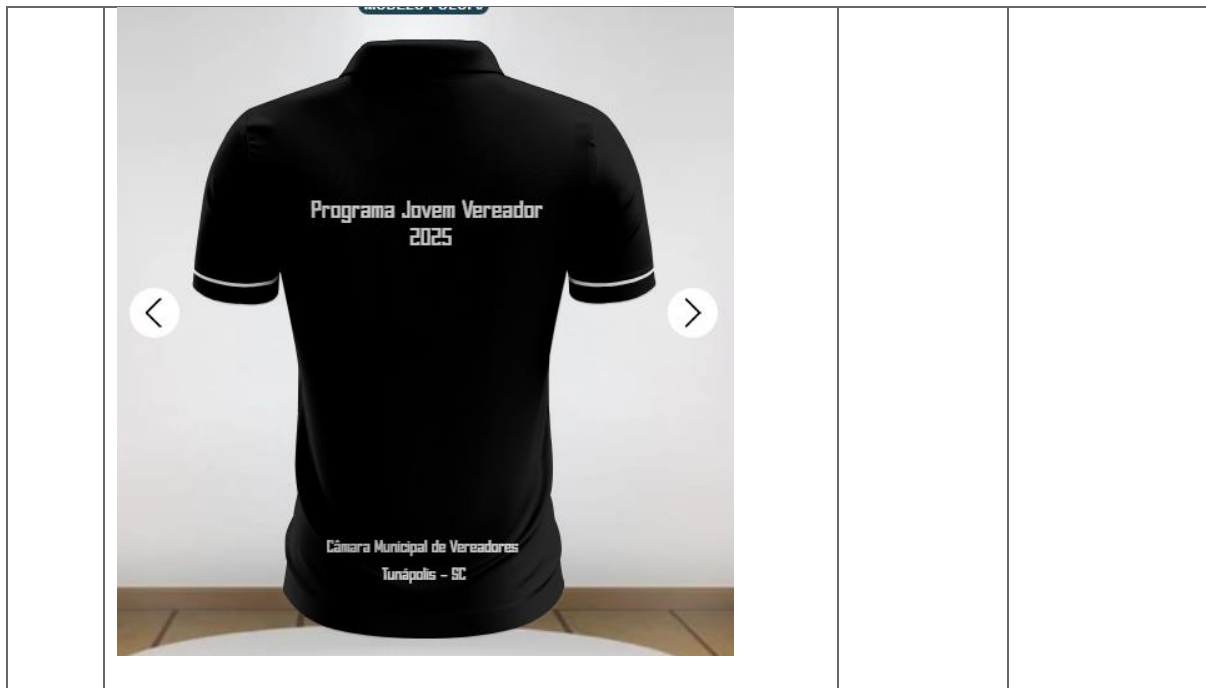 Programa Jovem Vereador
2025
Câmara Municipal de Vereadores
Tunápolis – SC